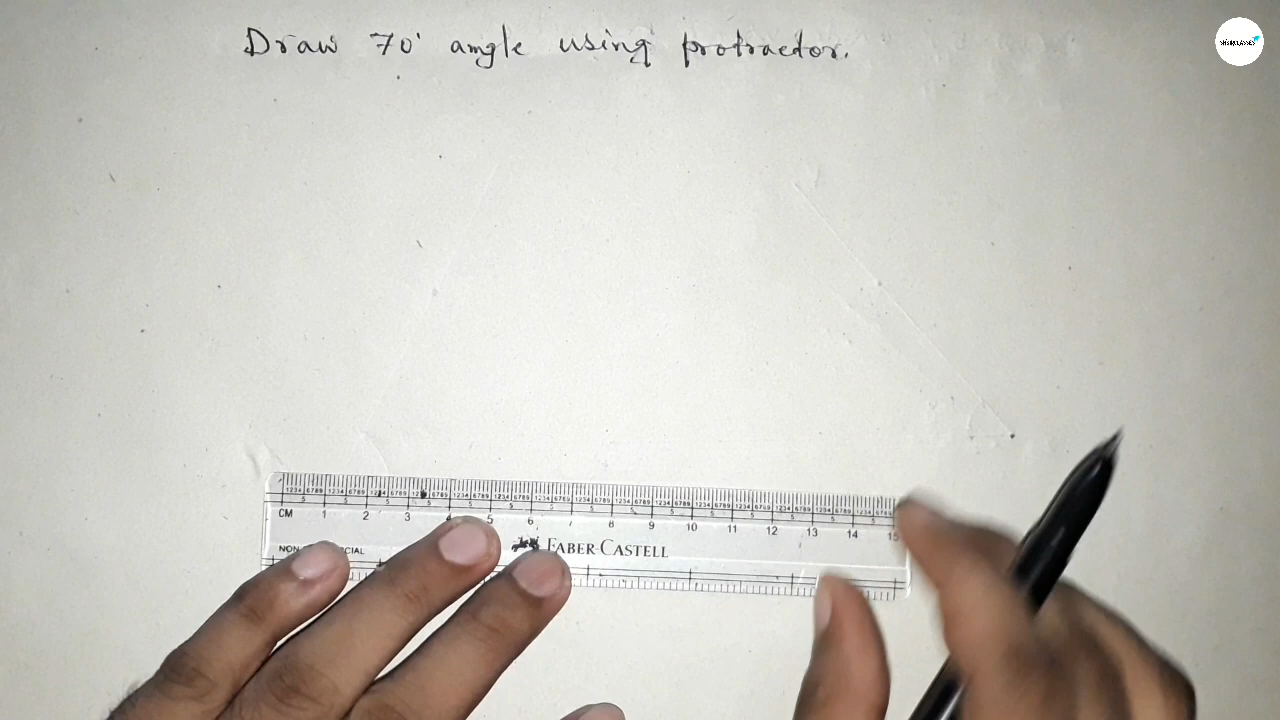 Draw 70° angle using protractor.
CM 1 2 3 4 5 6 7 8 9 10 11 12 13 14 15
FABER-CASTELL